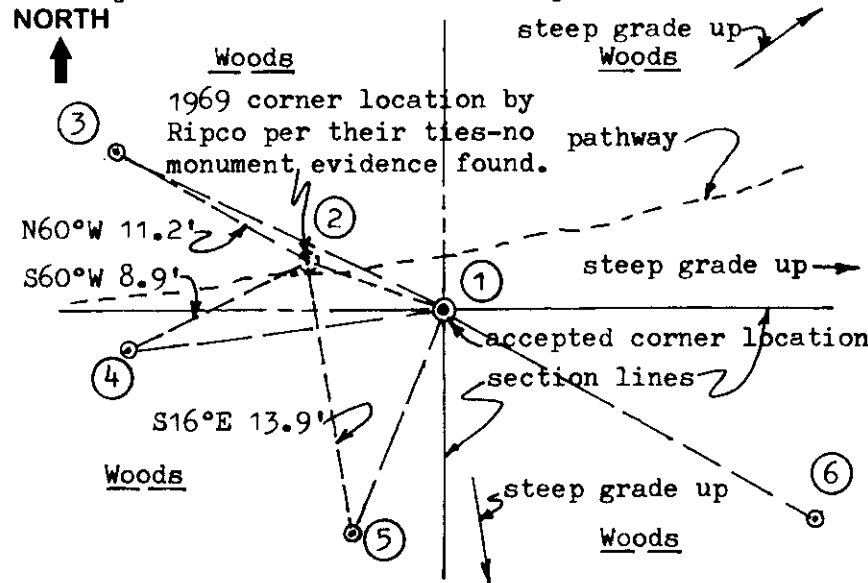 NORTH
steep grade up
Woods
Woods
1969 corner location by
Ripco per their ties-no
monument evidence found.
pathway
3
2
N60°W 11.2'
S60°W 8.9'
1
steep grade up
accepted corner location
4
section lines
S16°E 13.9'
6
Woods
steep grade up
5
Woods